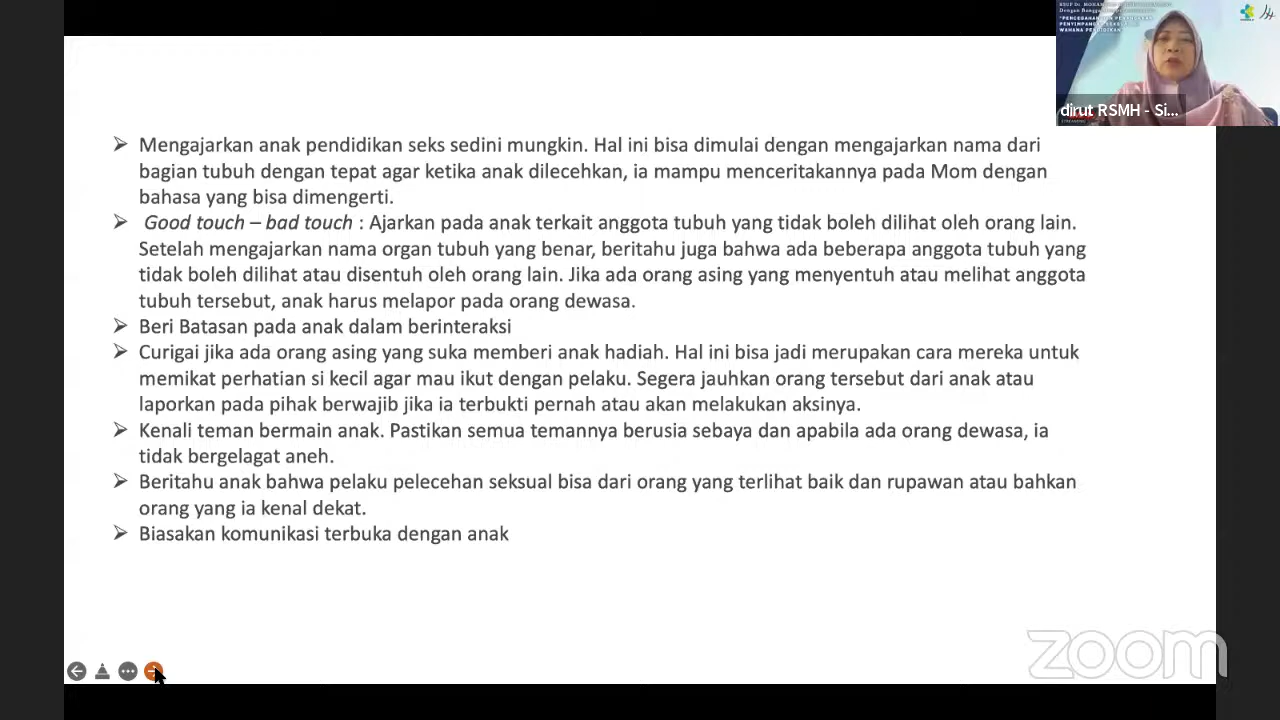 Mengajarkan anak pendidikan seks sedini mungkin. Hal ini bisa dimulai dengan mengajarkan nama dari
bagian tubuh dengan tepat agar ketika anak dilecehkan, ia mampu menceritakannya pada Mom dengan
bahasa yang bisa dimengerti.
Good touch – bad touch : Ajarkan pada anak terkait anggota tubuh yang tidak boleh dilihat oleh orang lain.
Setelah mengajarkan nama organ tubuh yang benar, beritahu juga bahwa ada beberapa anggota tubuh yang
tidak boleh dilihat atau disentuh oleh orang lain. Jika ada orang asing yang menyentuh atau melihat anggota
tubuh tersebut, anak harus melapor pada orang dewasa.
Beri Batasan pada anak dalam berinteraksi
Curigai jika ada orang asing yang suka memberi anak hadiah. Hal ini bisa jadi merupakan cara mereka untuk
memikat perhatian si kecil agar mau ikut dengan pelaku. Segera jauhkan orang tersebut dari anak atau
laporkan pada pihak berwajib jika ia terbukti pernah atau akan melakukan aksinya.
Kenali teman bermain anak. Pastikan semua temannya berusia sebaya dan apabila ada orang dewasa, ia
tidak bergelagat aneh.
Beritahu anak bahwa pelaku pelecehan seksual bisa dari orang yang terlihat baik dan rupawan atau bahkan
orang yang ia kenal dekat.
Biasakan komunikasi terbuka dengan anak
RSUP Dr.
Dengan Bangga
WAHANA PENDIDIKAN
dirut RSMH - Si...
zoom